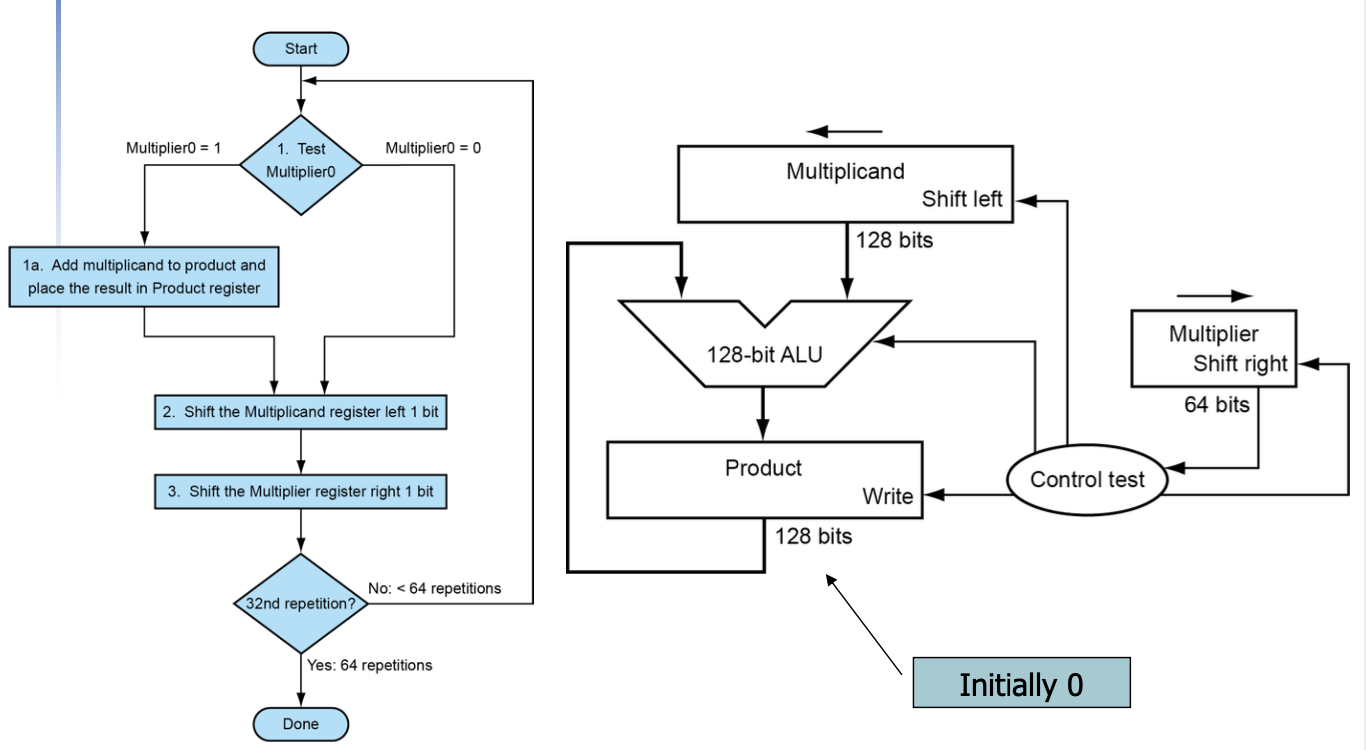 Start
Multiplier0 = 1
1. Test
Multiplier0
Multiplier0 = 0
1a. Add multiplicand to product and
place the result in Product register
2. Shift the Multiplicand register left 1 bit
3. Shift the Multiplier register right 1 bit
32nd repetition?
No: < 64 repetitions
Yes: 64 repetitions
Done
Multiplicand
Shift left
128 bits
128-bit ALU
Multiplier
Shift right
64 bits
Control test
Product
Write
128 bits
Initially 0